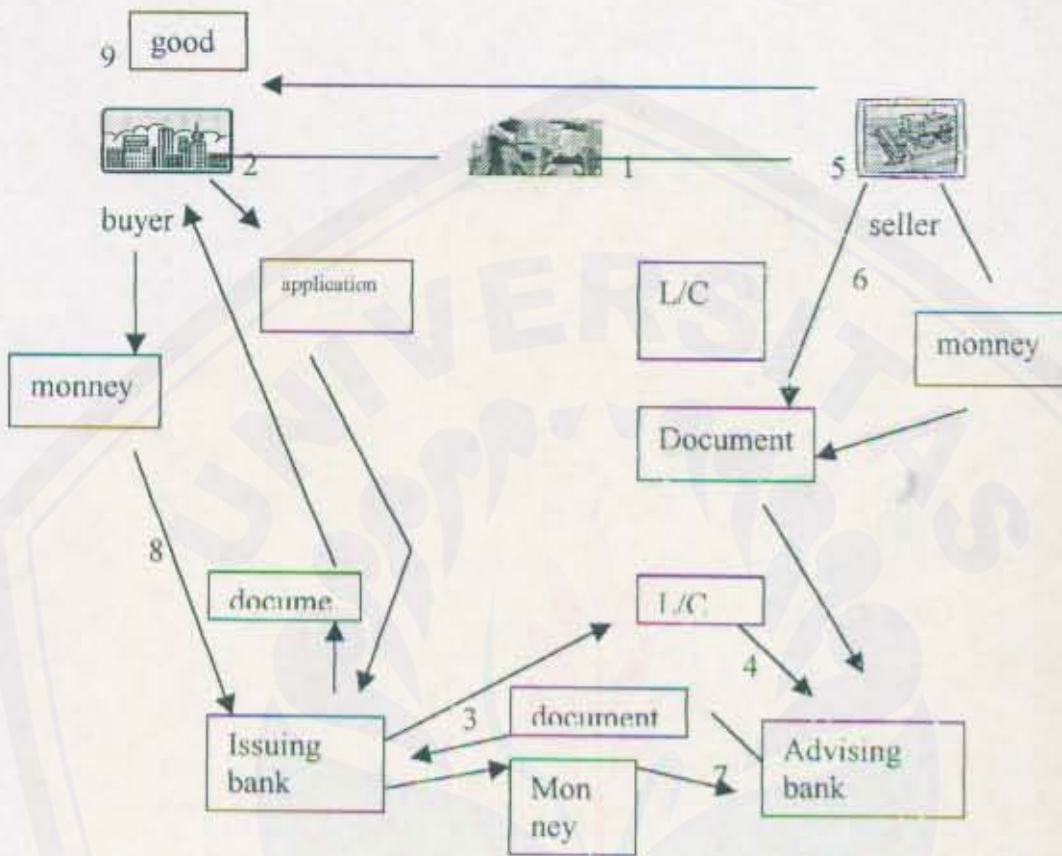 9
good
2
1
5
buyer
seller
application
L/C
6
monney
monney
Document
8
docume
L/C
4
3
document
Issuing
bank
7
Advising
bank
Mon
ney
UNIVERSITAS